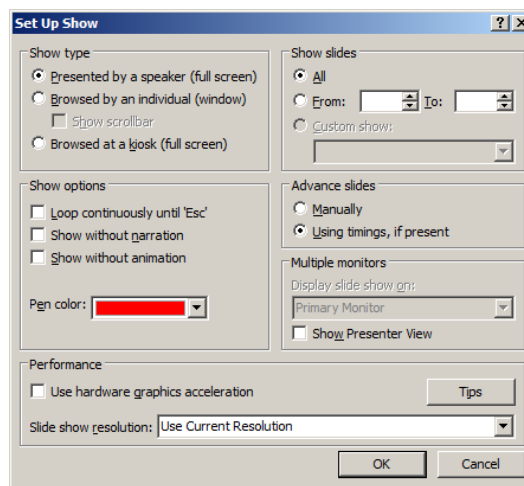 Set Up Show
Show type
Presented by a speaker (full screen)
Browsed by an individual (window)
Show scrollbar
Browsed at a kiosk (full screen)
Show slides
All
From: To:
Custom show:
Show options
Loop continuously until 'Esc'
Show without narration
Show without animation
Pen color:
Advance slides
Manually
Using timings, if present
Multiple monitors
Display slide show on:
Primary Monitor
Show Presenter View
Performance
Use hardware graphics acceleration
Tips
Slide show resolution: Use Current Resolution
OK Cancel